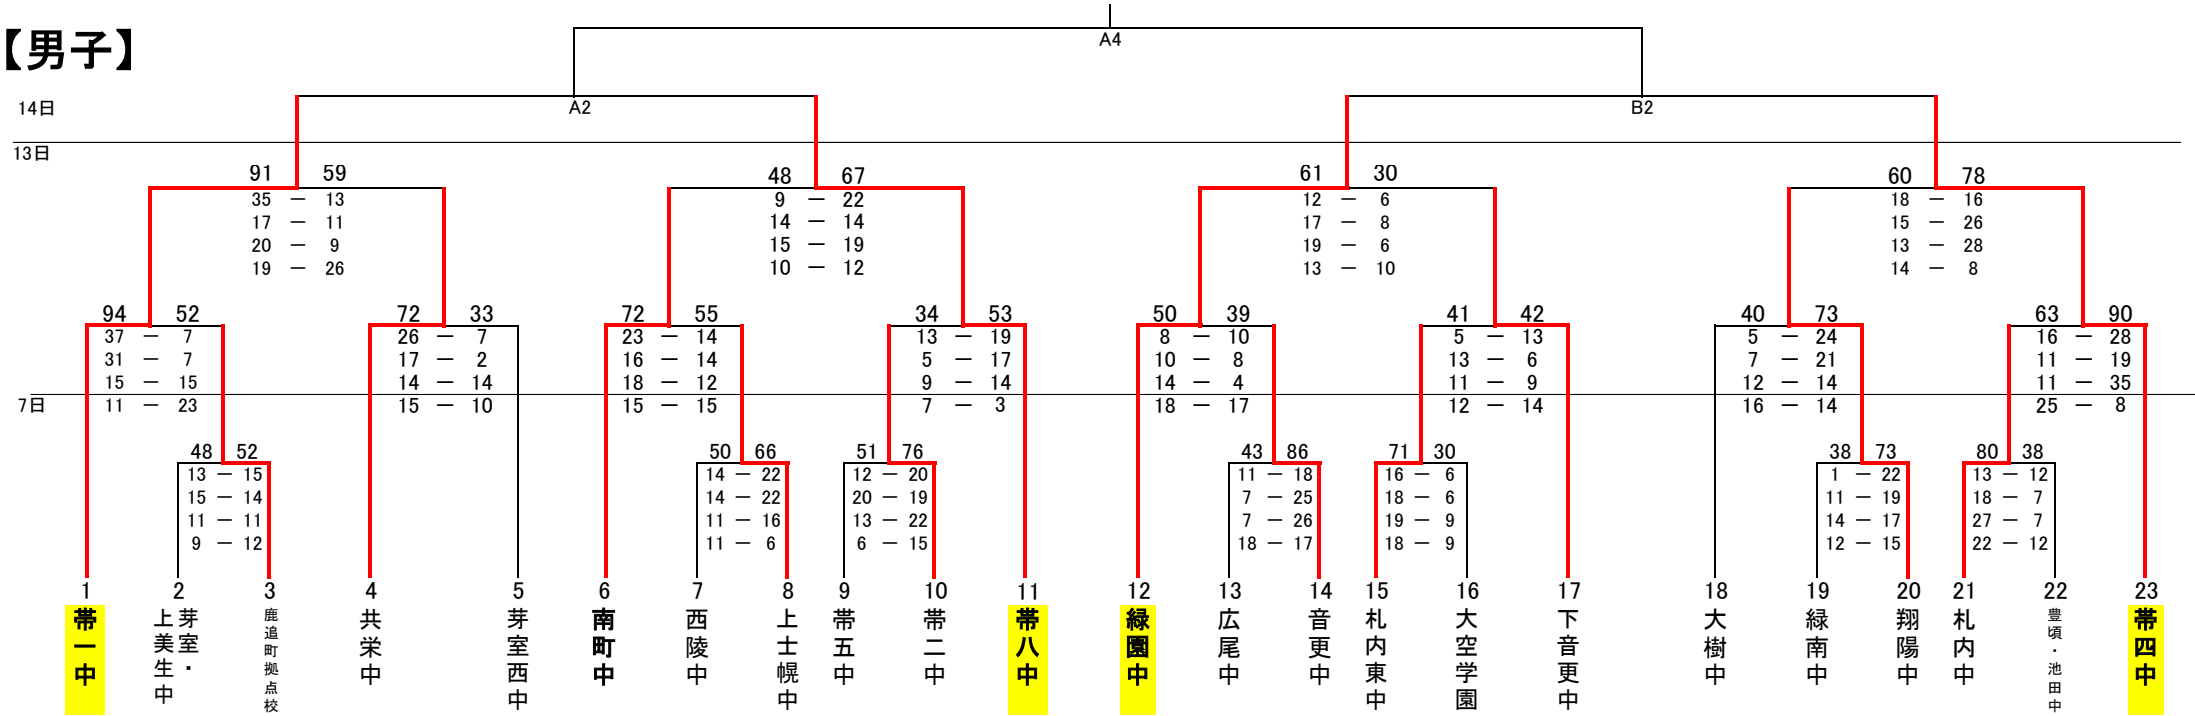 【男子】
A4
14日
A2
B2
13日
91 59
35 － 13
17 － 11
20 － 9
19 － 26
48 67
9 － 22
14 － 14
15 － 19
10 － 12
61 30
12 － 6
17 － 8
19 － 6
13 － 10
60 78
18 － 16
15 － 26
13 － 28
14 － 8
94 52
37 － 7
31 － 7
15 － 15
11 － 23
72 33
26 － 7
17 － 2
14 － 14
15 － 10
72 55
23 － 14
16 － 14
18 － 12
15 － 15
34 53
13 － 19
5 － 17
9 － 14
7 － 3
50 39
8 － 10
10 － 8
14 － 4
18 － 17
41 42
5 － 13
13 － 6
11 － 9
12 － 14
40 73
5 － 24
7 － 21
12 － 14
16 － 14
63 90
16 － 28
11 － 19
11 － 35
25 － 8
7日
48 52
13 － 15
15 － 14
11 － 11
9 － 12
50 66
14 － 22
14 － 22
11 － 16
11 － 6
51 76
12 － 20
20 － 19
13 － 22
6 － 15
43 86
11 － 18
7 － 25
7 － 26
18 － 17
71 30
16 － 6
18 － 6
19 － 9
18 － 9
38 73
1 － 22
11 － 19
14 － 17
12 － 15
80 38
13 － 12
18 － 7
27 － 7
22 － 12
1
帯一中
2
芽室・
上美生中
3
鹿追町拠点校
4
共栄中
5
芽室西中
6
南町中
7
西陵中
8
上士幌中
9
帯五中
10
帯二中
11
帯八中
12
緑園中
13
広尾中
14
音更中
15
札内東中
16
大空学園
17
下音更中
18
大樹中
19
緑南中
20
翔陽中
21
札内中
22
豊頃・池田中
23
帯四中